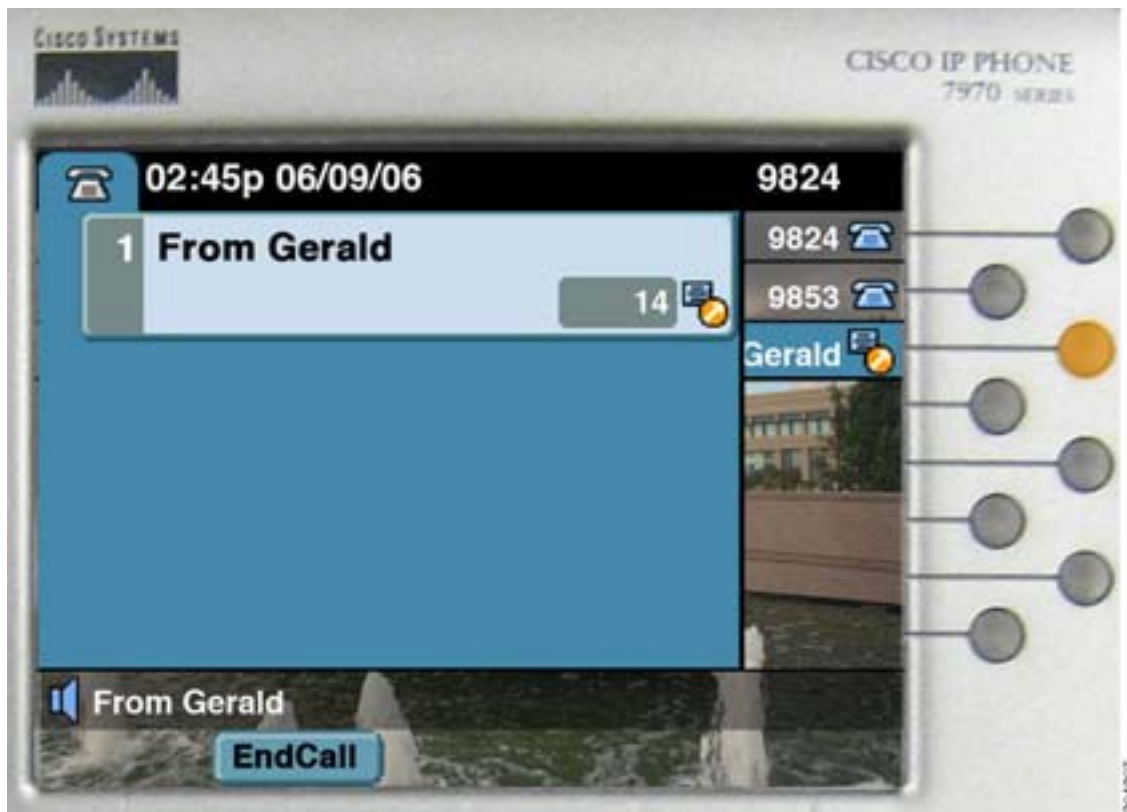 CISCO SYSTEMS
CISCO IP PHONE
7970 SERIES
02:45p 06/09/06
9824
1 From Gerald
14
9824
9853
Gerald
From Gerald
EndCall